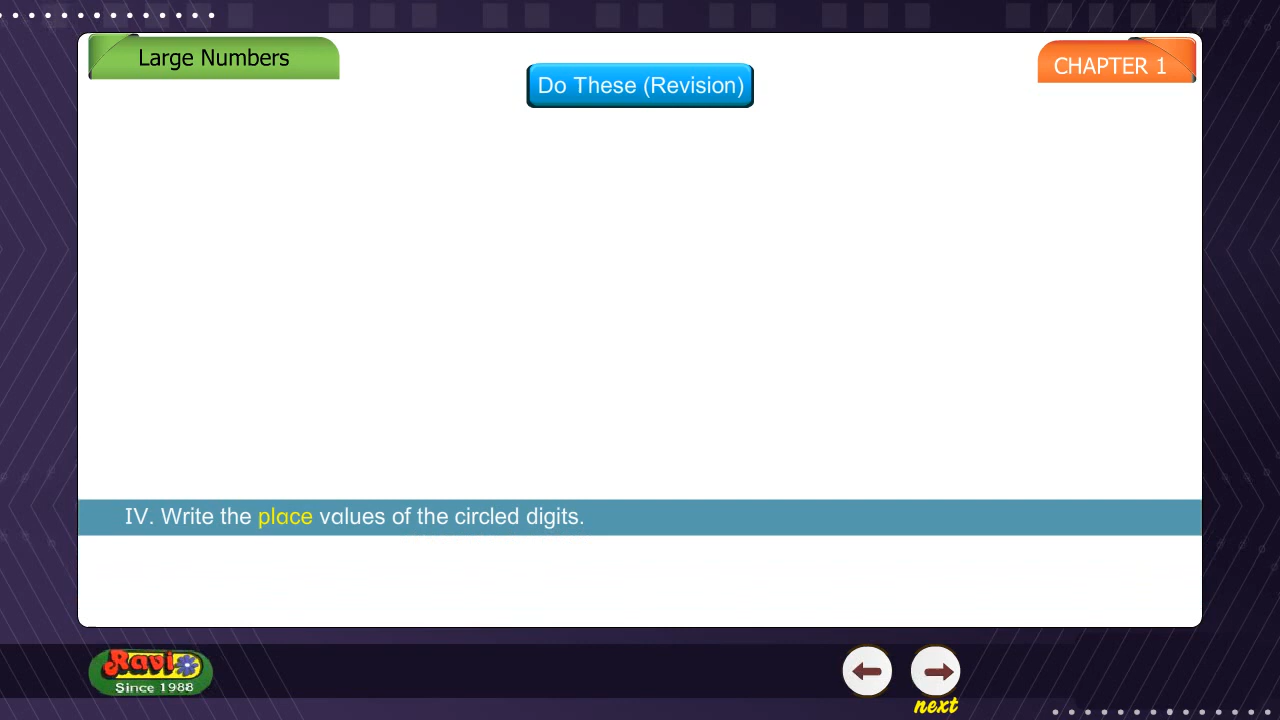 Large Numbers
CHAPTER 1
Do These (Revision)
IV. Write the place values of the circled digits.
Ravi
Since 1988
next